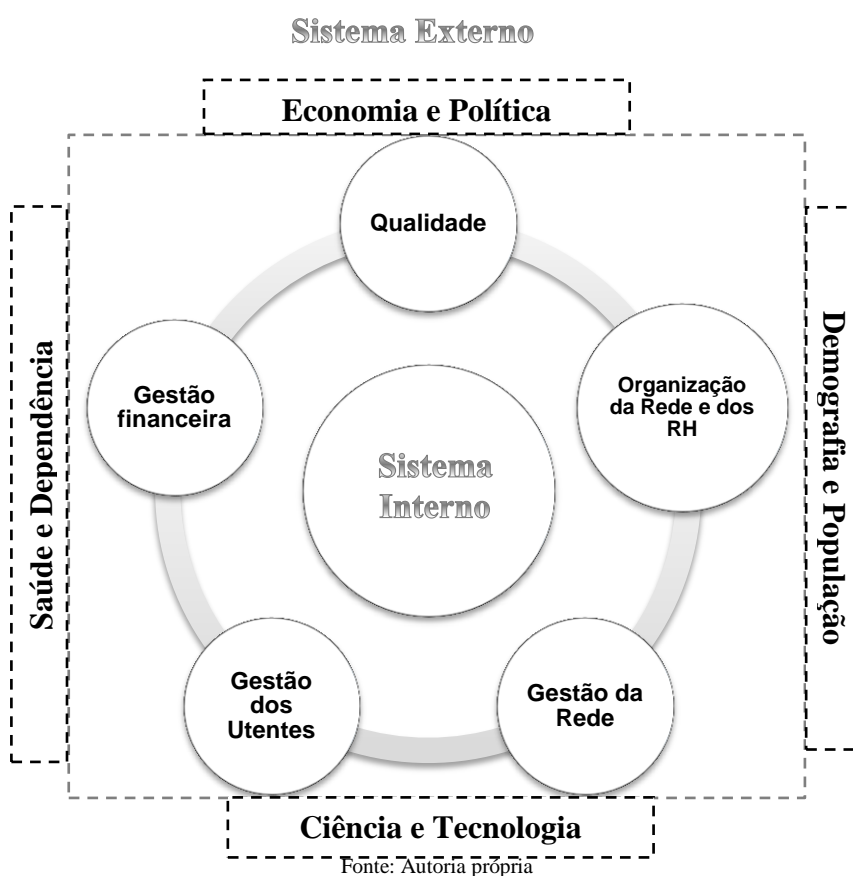 Sistema Externo
Economia e Política
Qualidade
Gestão
financeira
Organização
da Rede e dos
RH
Saúde e Dependência
Demografia e População
Sistema
Interno
Gestão
dos
Utentes
Gestão da
Rede
Ciência e Tecnologia
Fonte: Autoria própria